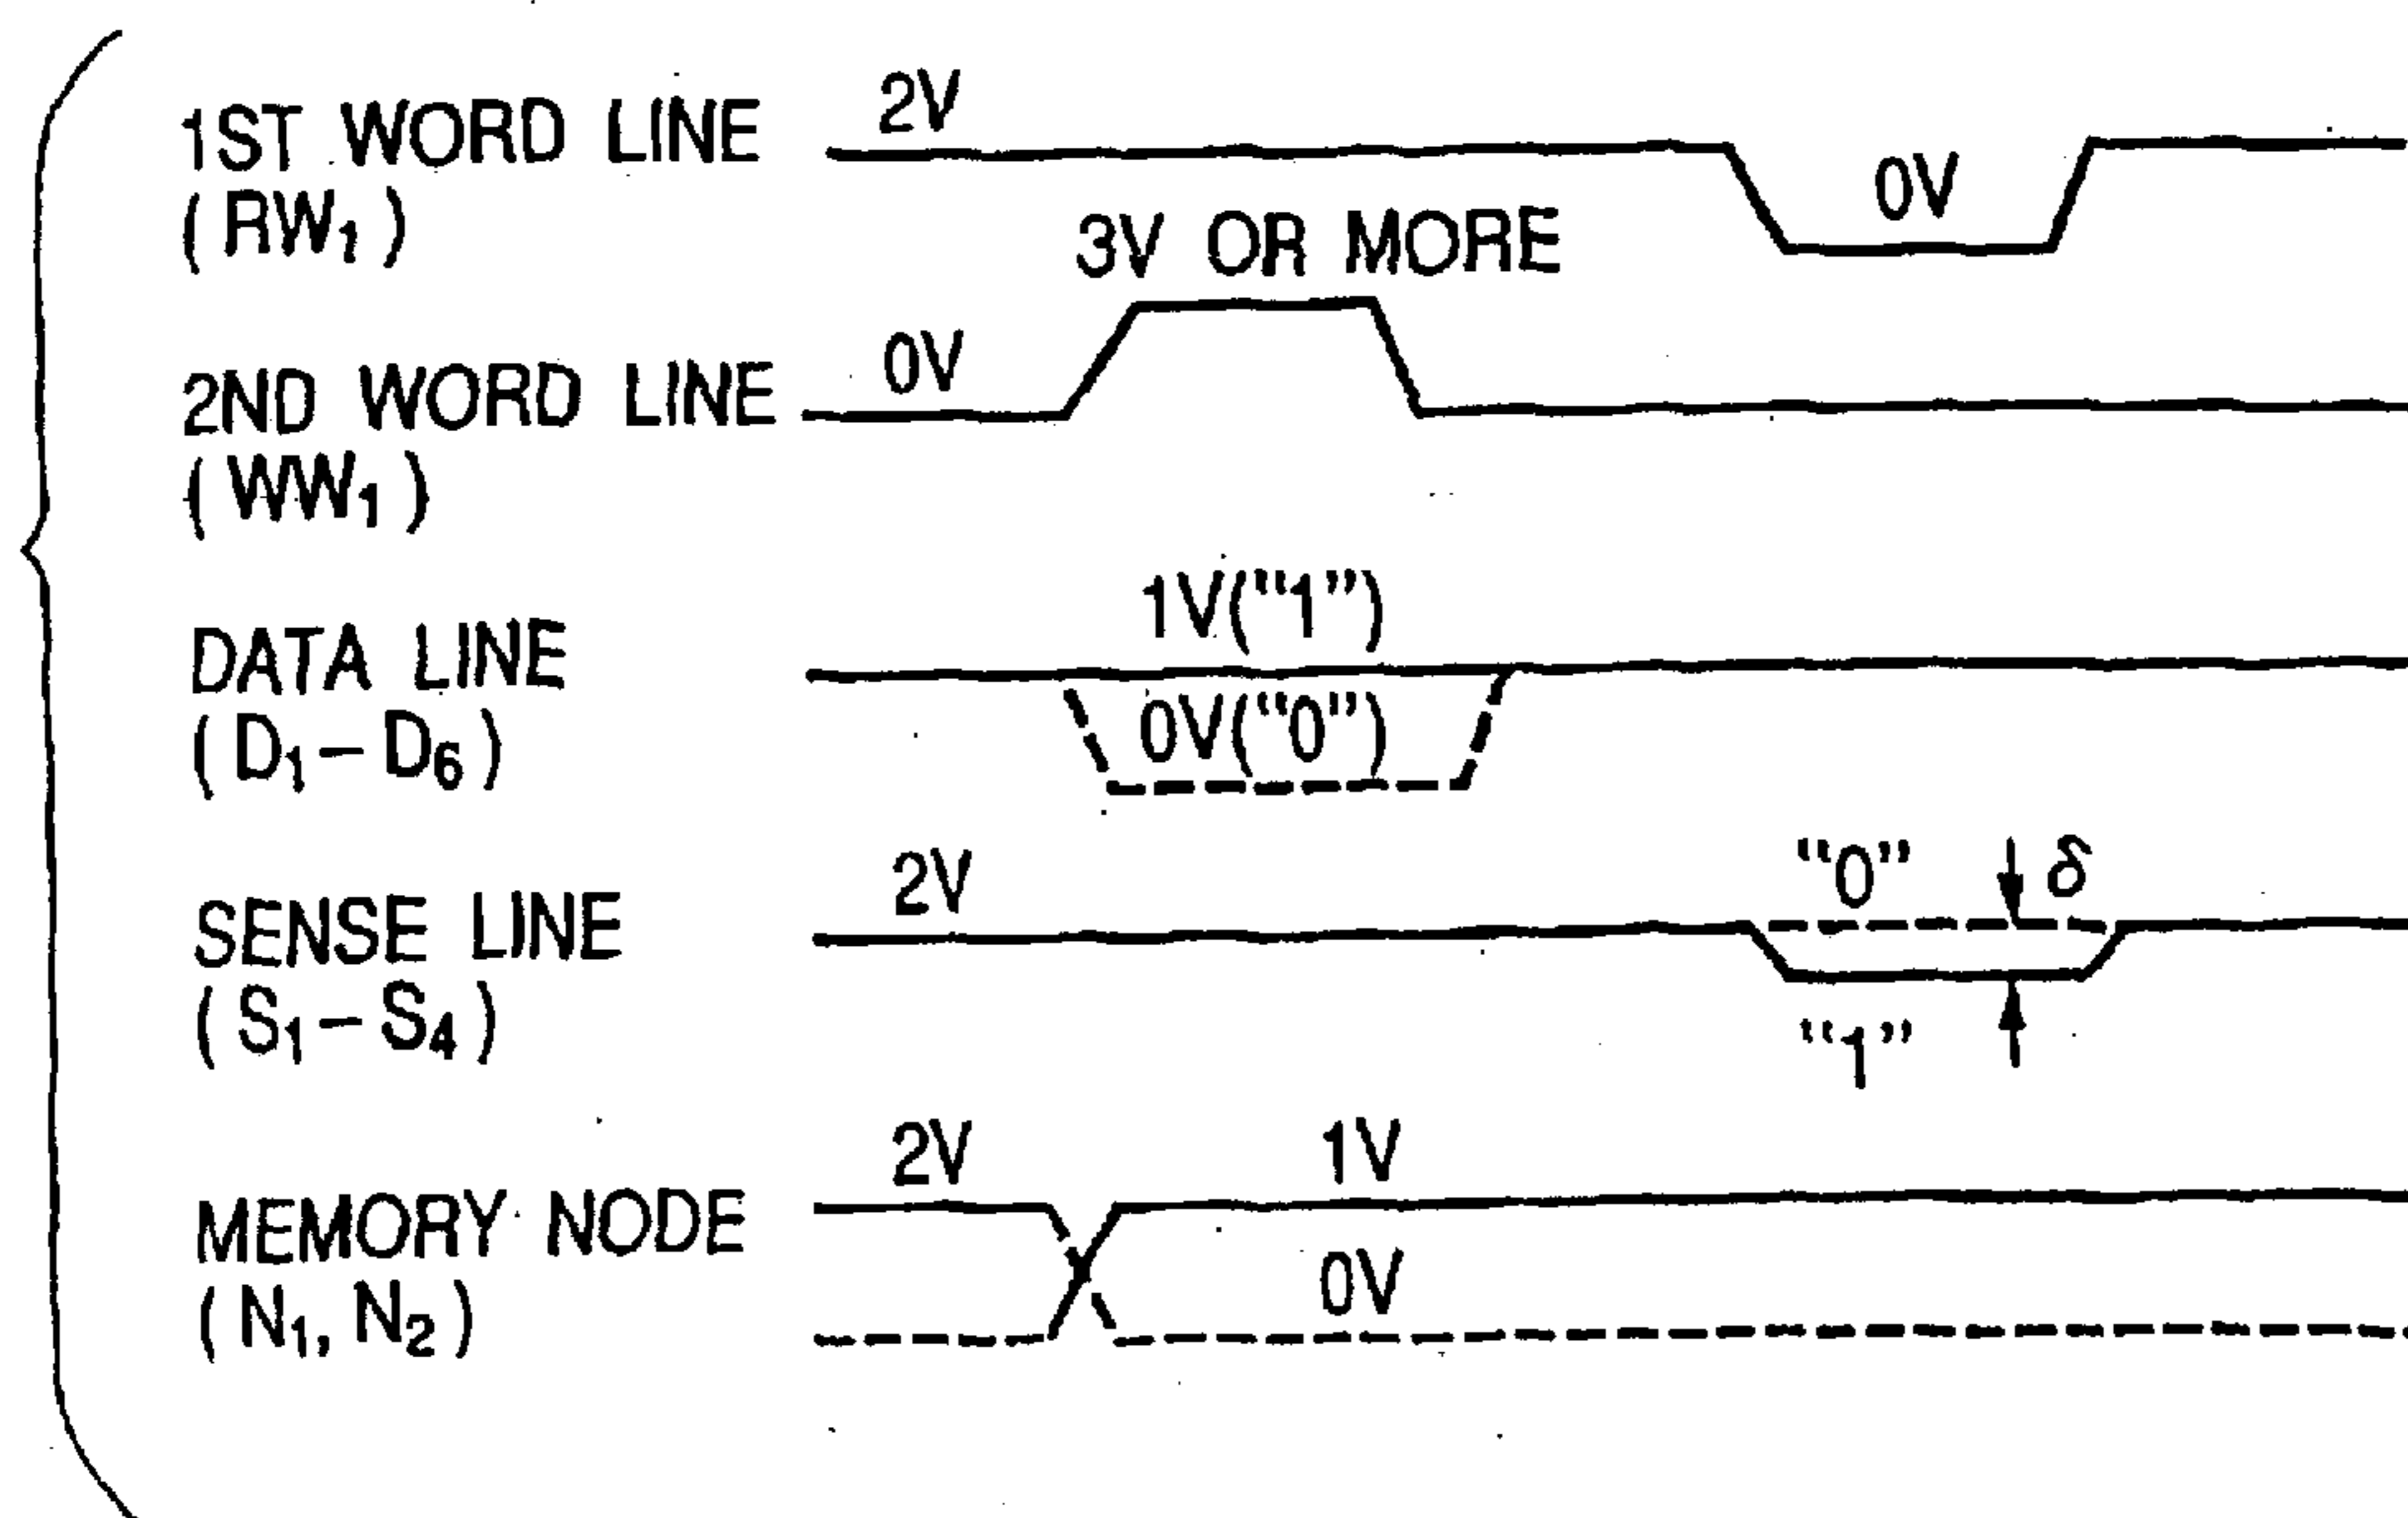 2V
1ST WORD LINE
(RW₁)
0V
3V OR MORE
0V
2ND WORD LINE
(WW₁)
1V("1")
DATA LINE
(D₁–D₆)
0V("0")
"0" δ
2V
SENSE LINE
(S₁–S₄)
"1"
2V 1V
MEMORY NODE
(N₁, N₂)
0V